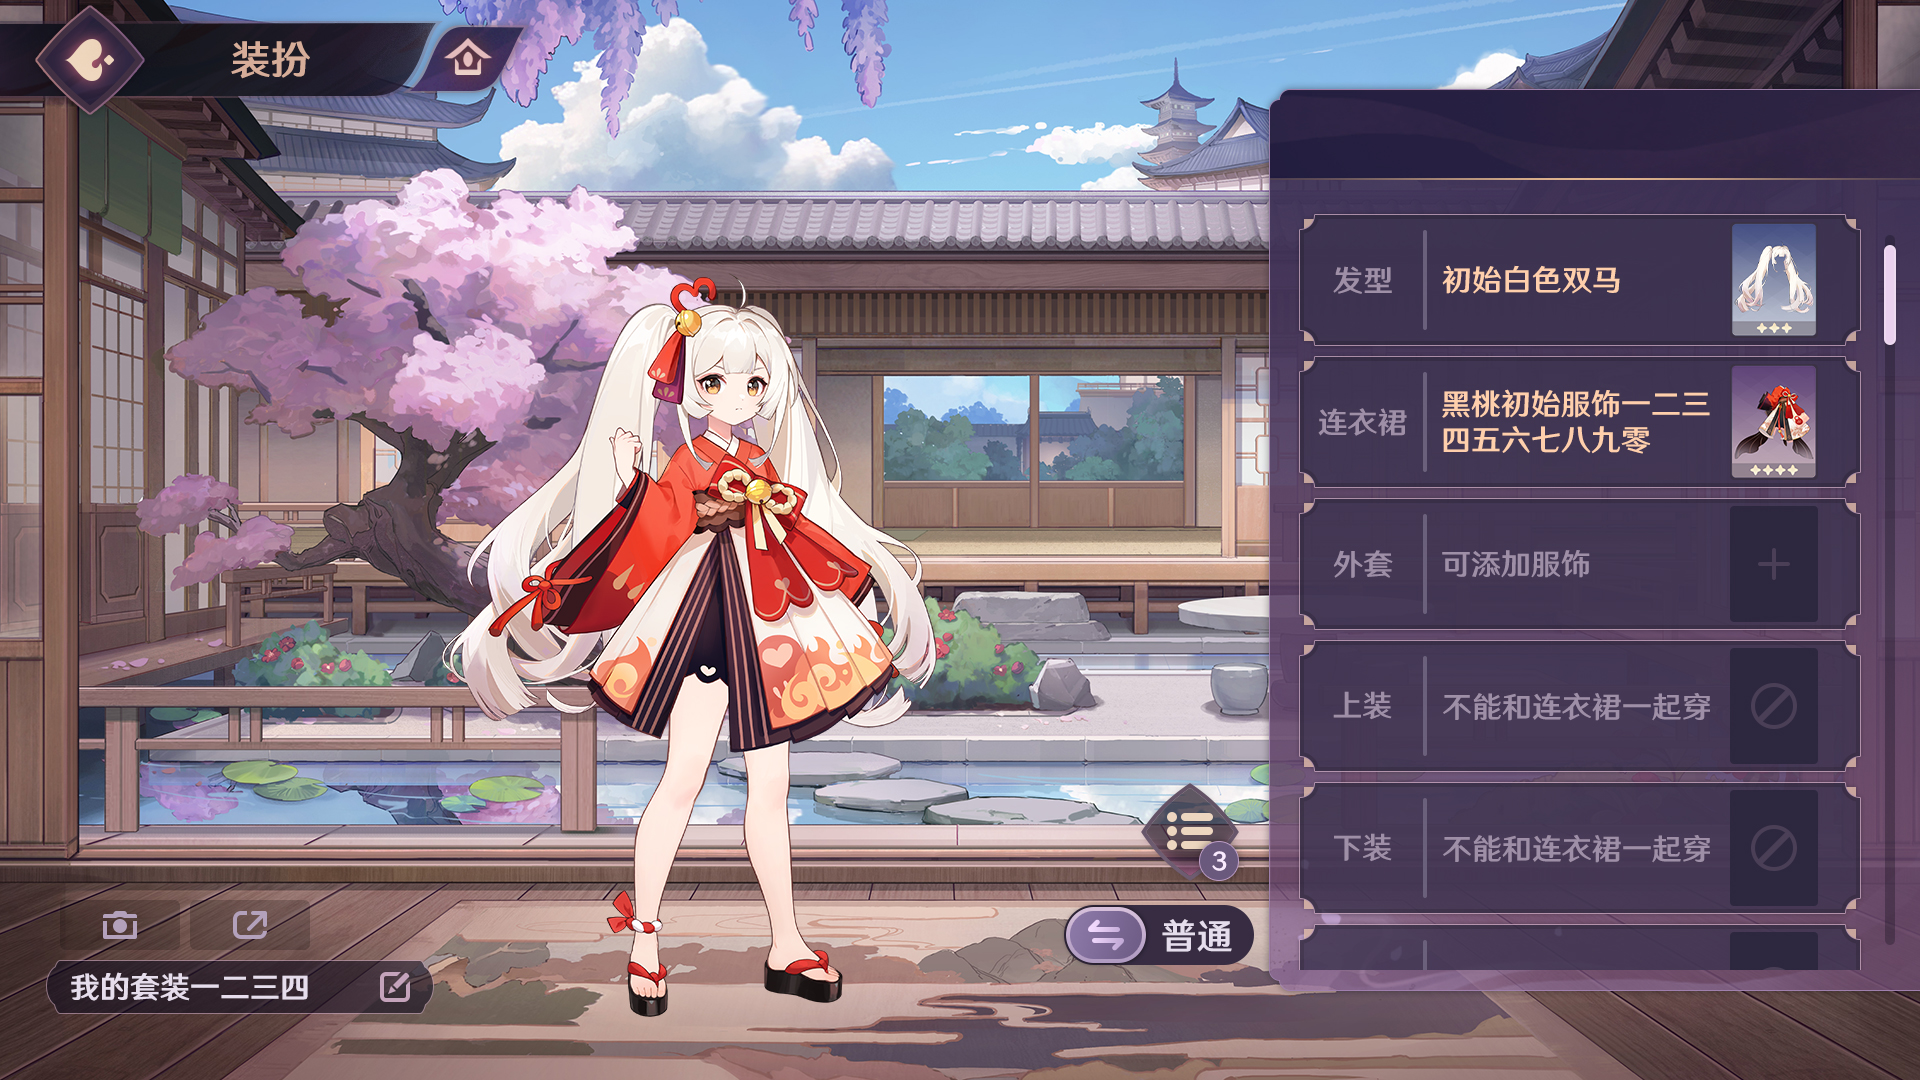 装扮
发型
初始白色双马
连衣裙
黑桃初始服饰一二三
四五六七八九零
外套
可添加服饰
上装
不能和连衣裙一起穿
下装
不能和连衣裙一起穿
3
普通
我的套装一二三四